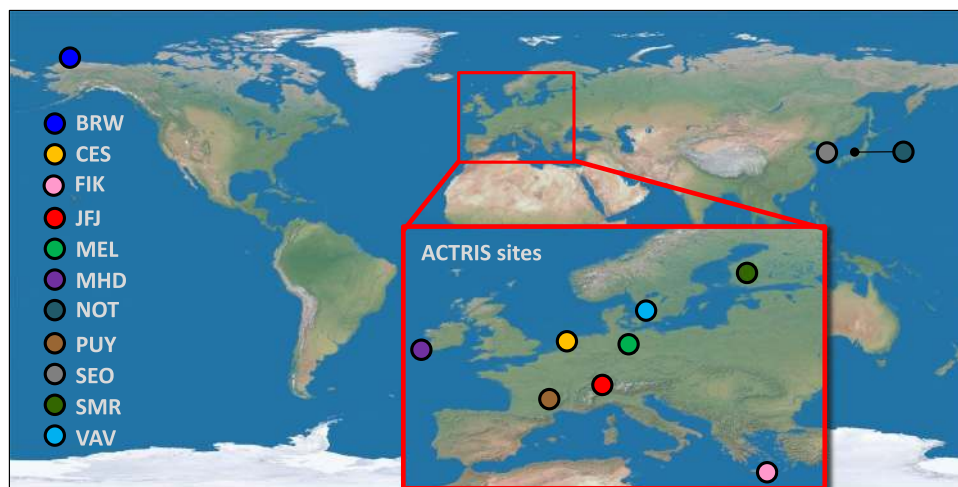 BRW
CES
FIK
JFJ
MEL
MHD
NOT
PUY
SEO
SMR
VAV
ACTRIS sites